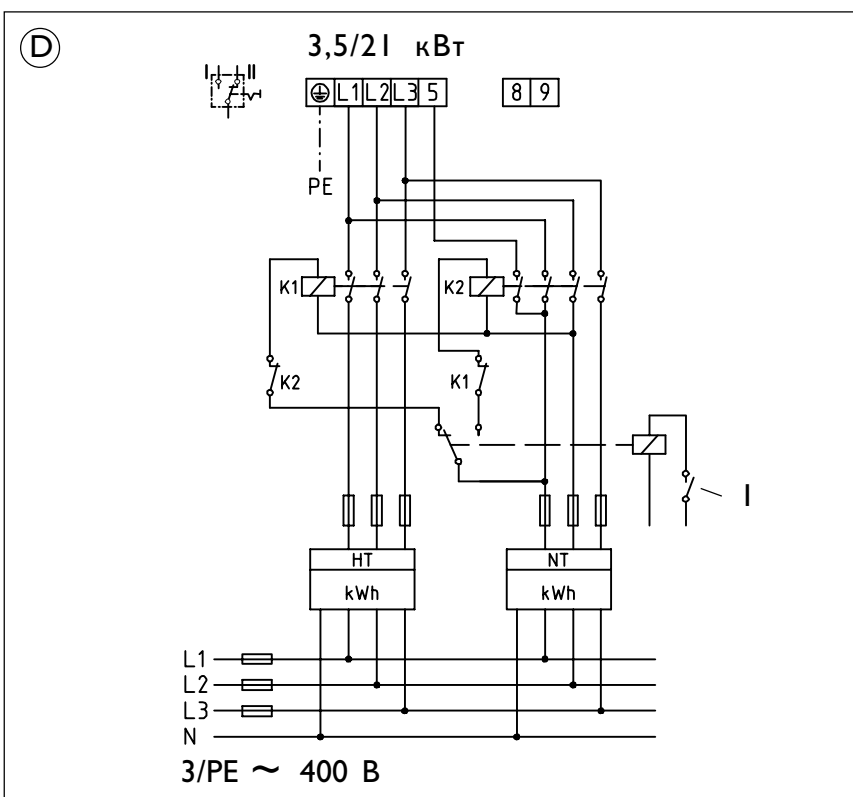 D
3,5/21 кВт
I II
L1 L2 L3 5 8 9
PE
K1 K2
K2 K1
I
HT NT
kWh kWh
L1
L2
L3
N
3/PE ~ 400 В